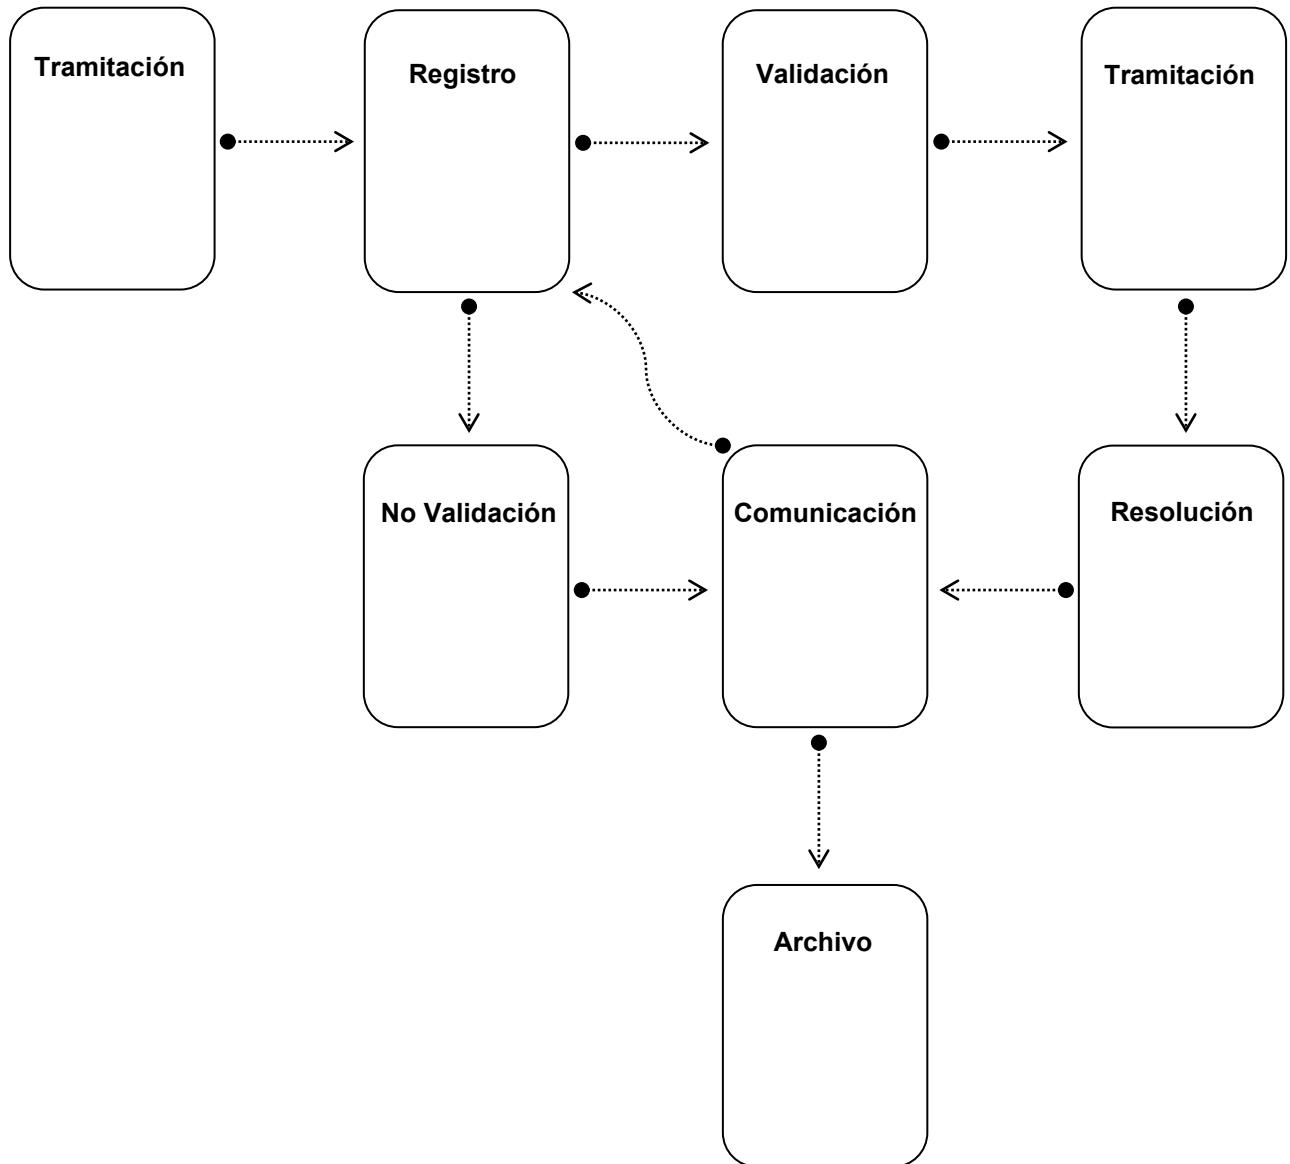 Tramitación
Registro
Validación
Tramitación
No Validación
Comunicación
Resolución
Archivo